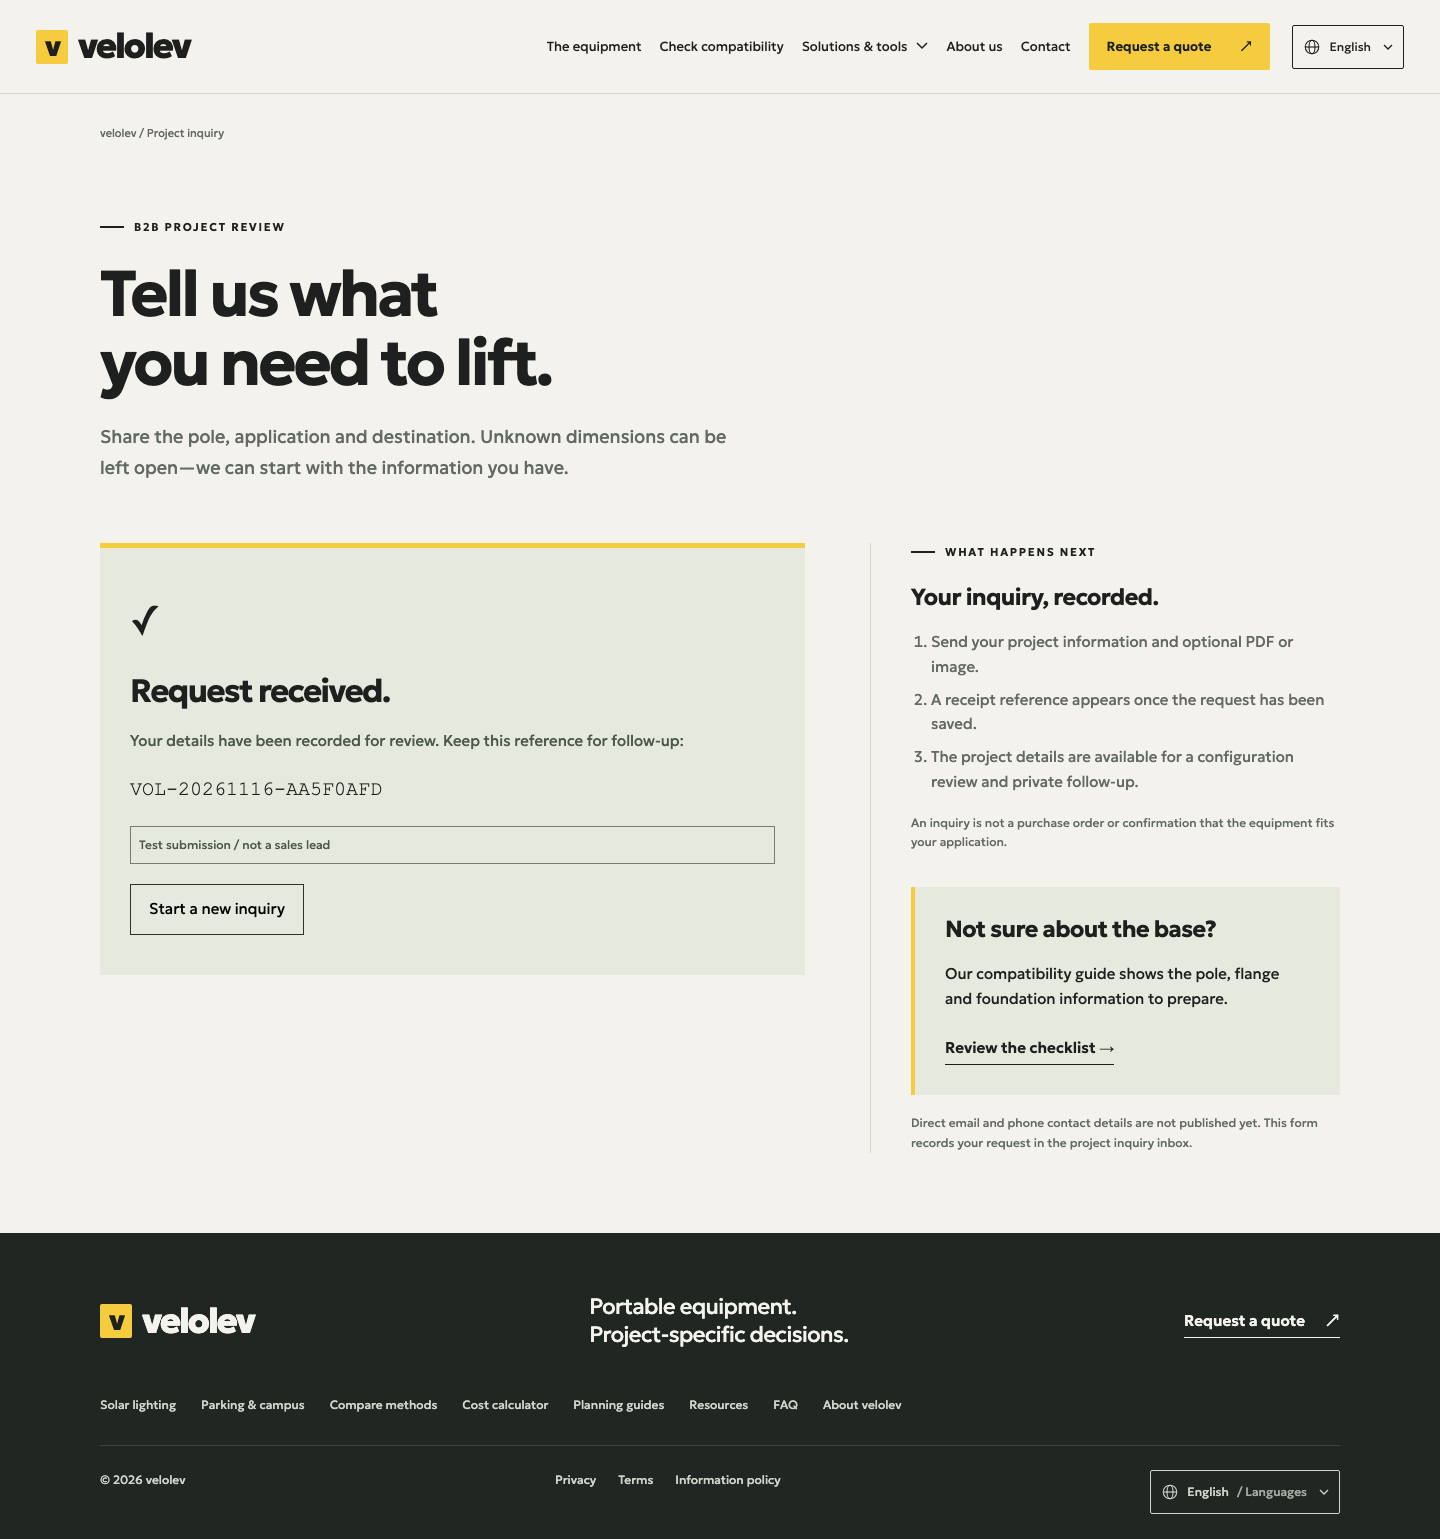 v velolev
The equipment Check compatibility Solutions & tools About us Contact Request a quote ↗ English
velolev / Project inquiry
B2B PROJECT REVIEW
Tell us what
you need to lift.
Share the pole, application and destination. Unknown dimensions can be
left open—we can start with the information you have.
✓
Request received.
Your details have been recorded for review. Keep this reference for follow-up:
VOL-20261116-AA5F0AFD
Test submission / not a sales lead
Start a new inquiry
WHAT HAPPENS NEXT
Your inquiry, recorded.
1. Send your project information and optional PDF or
image.
2. A receipt reference appears once the request has been
saved.
3. The project details are available for a configuration
review and private follow-up.
An inquiry is not a purchase order or confirmation that the equipment fits
your application.
Not sure about the base?
Our compatibility guide shows the pole, flange
and foundation information to prepare.
Review the checklist →
Direct email and phone contact details are not published yet. This form
records your request in the project inquiry inbox.
v velolev
Portable equipment.
Project-specific decisions.
Request a quote ↗
Solar lighting Parking & campus Compare methods Cost calculator Planning guides Resources FAQ About velolev
© 2026 velolev
Privacy Terms Information policy
English / Languages